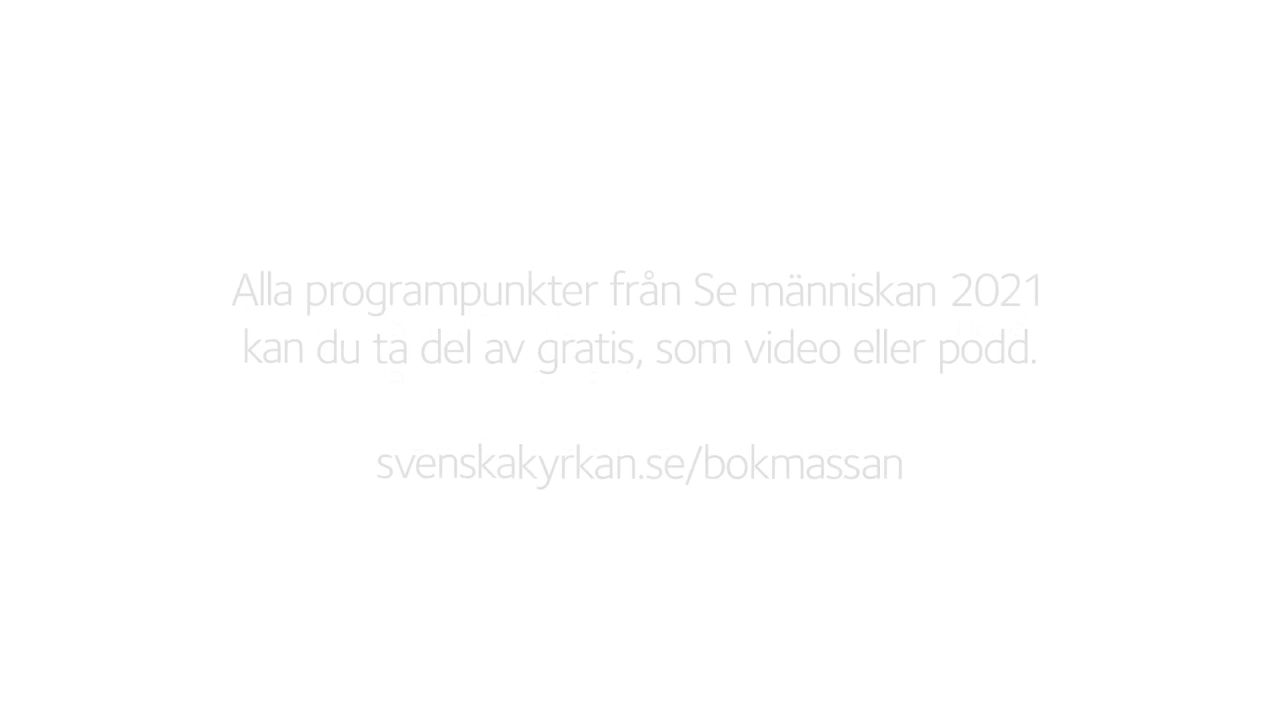 Alla programpunkter från Se människan 2021
kan du ta del av gratis, som video eller podd.
svenskakyrkan.se/bokmassan